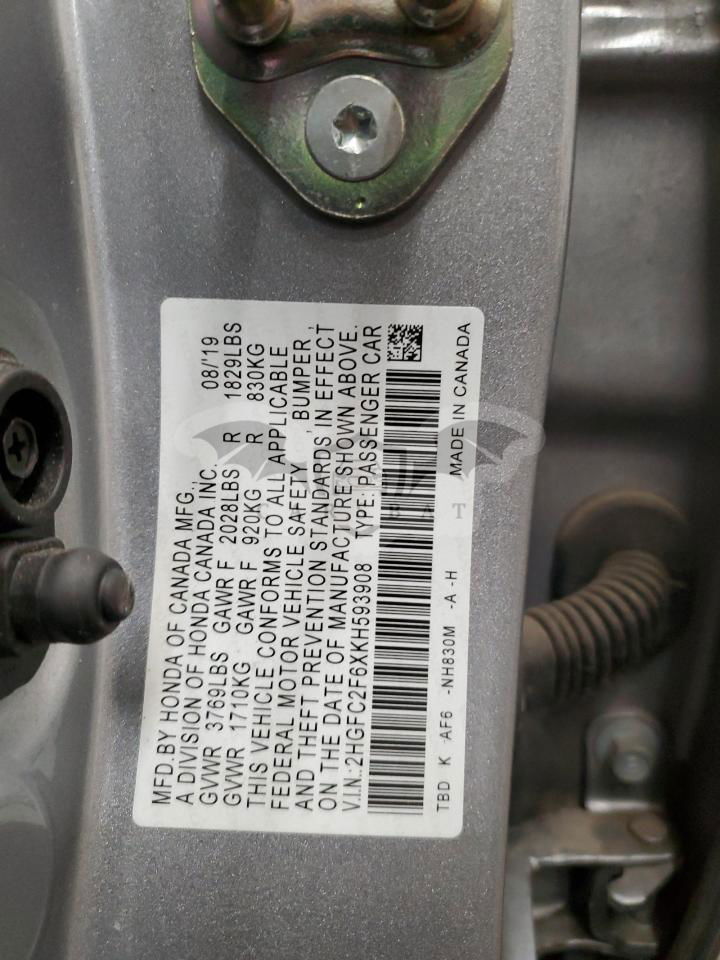 MFD.BY HONDA OF CANADA MFG.,
A DIVISION OF HONDA CANADA INC. 08/'19
GVWR 3769LBS GAWR F 2028LBS R 1829LBS
GVWR 1710KG GAWR F 920KG R 830KG
THIS VEHICLE CONFORMS TO ALL APPLICABLE
FEDERAL MOTOR VEHICLE SAFETY , BUMPER ,
AND THEFT PREVENTION STANDARDS IN EFFECT
ON THE DATE OF MANUFACTURE SHOWN ABOVE.
V.I.N.:2HGFC2F6XKH593908 TYPE: PASSENGER CAR
TBD K AF6 -NH830M -A -H MADE IN CANADA